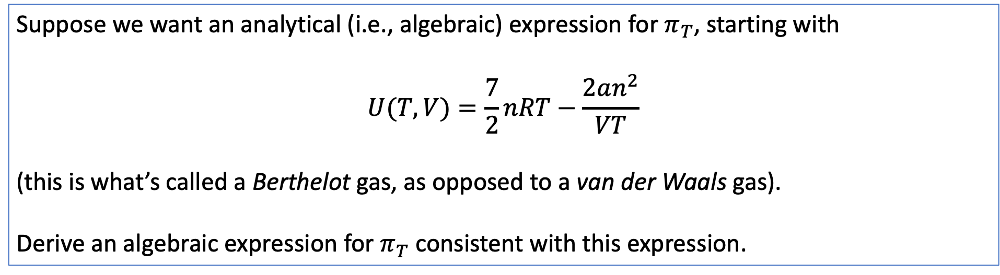 Suppose we want an analytical (i.e., algebraic) expression for π_T, starting with
U(T, V) = \frac{7}{2} nRT − \frac{2an^2}{VT}
(this is what’s called a Berthelot gas, as opposed to a van der Waals gas).
Derive an algebraic expression for π_T consistent with this expression.